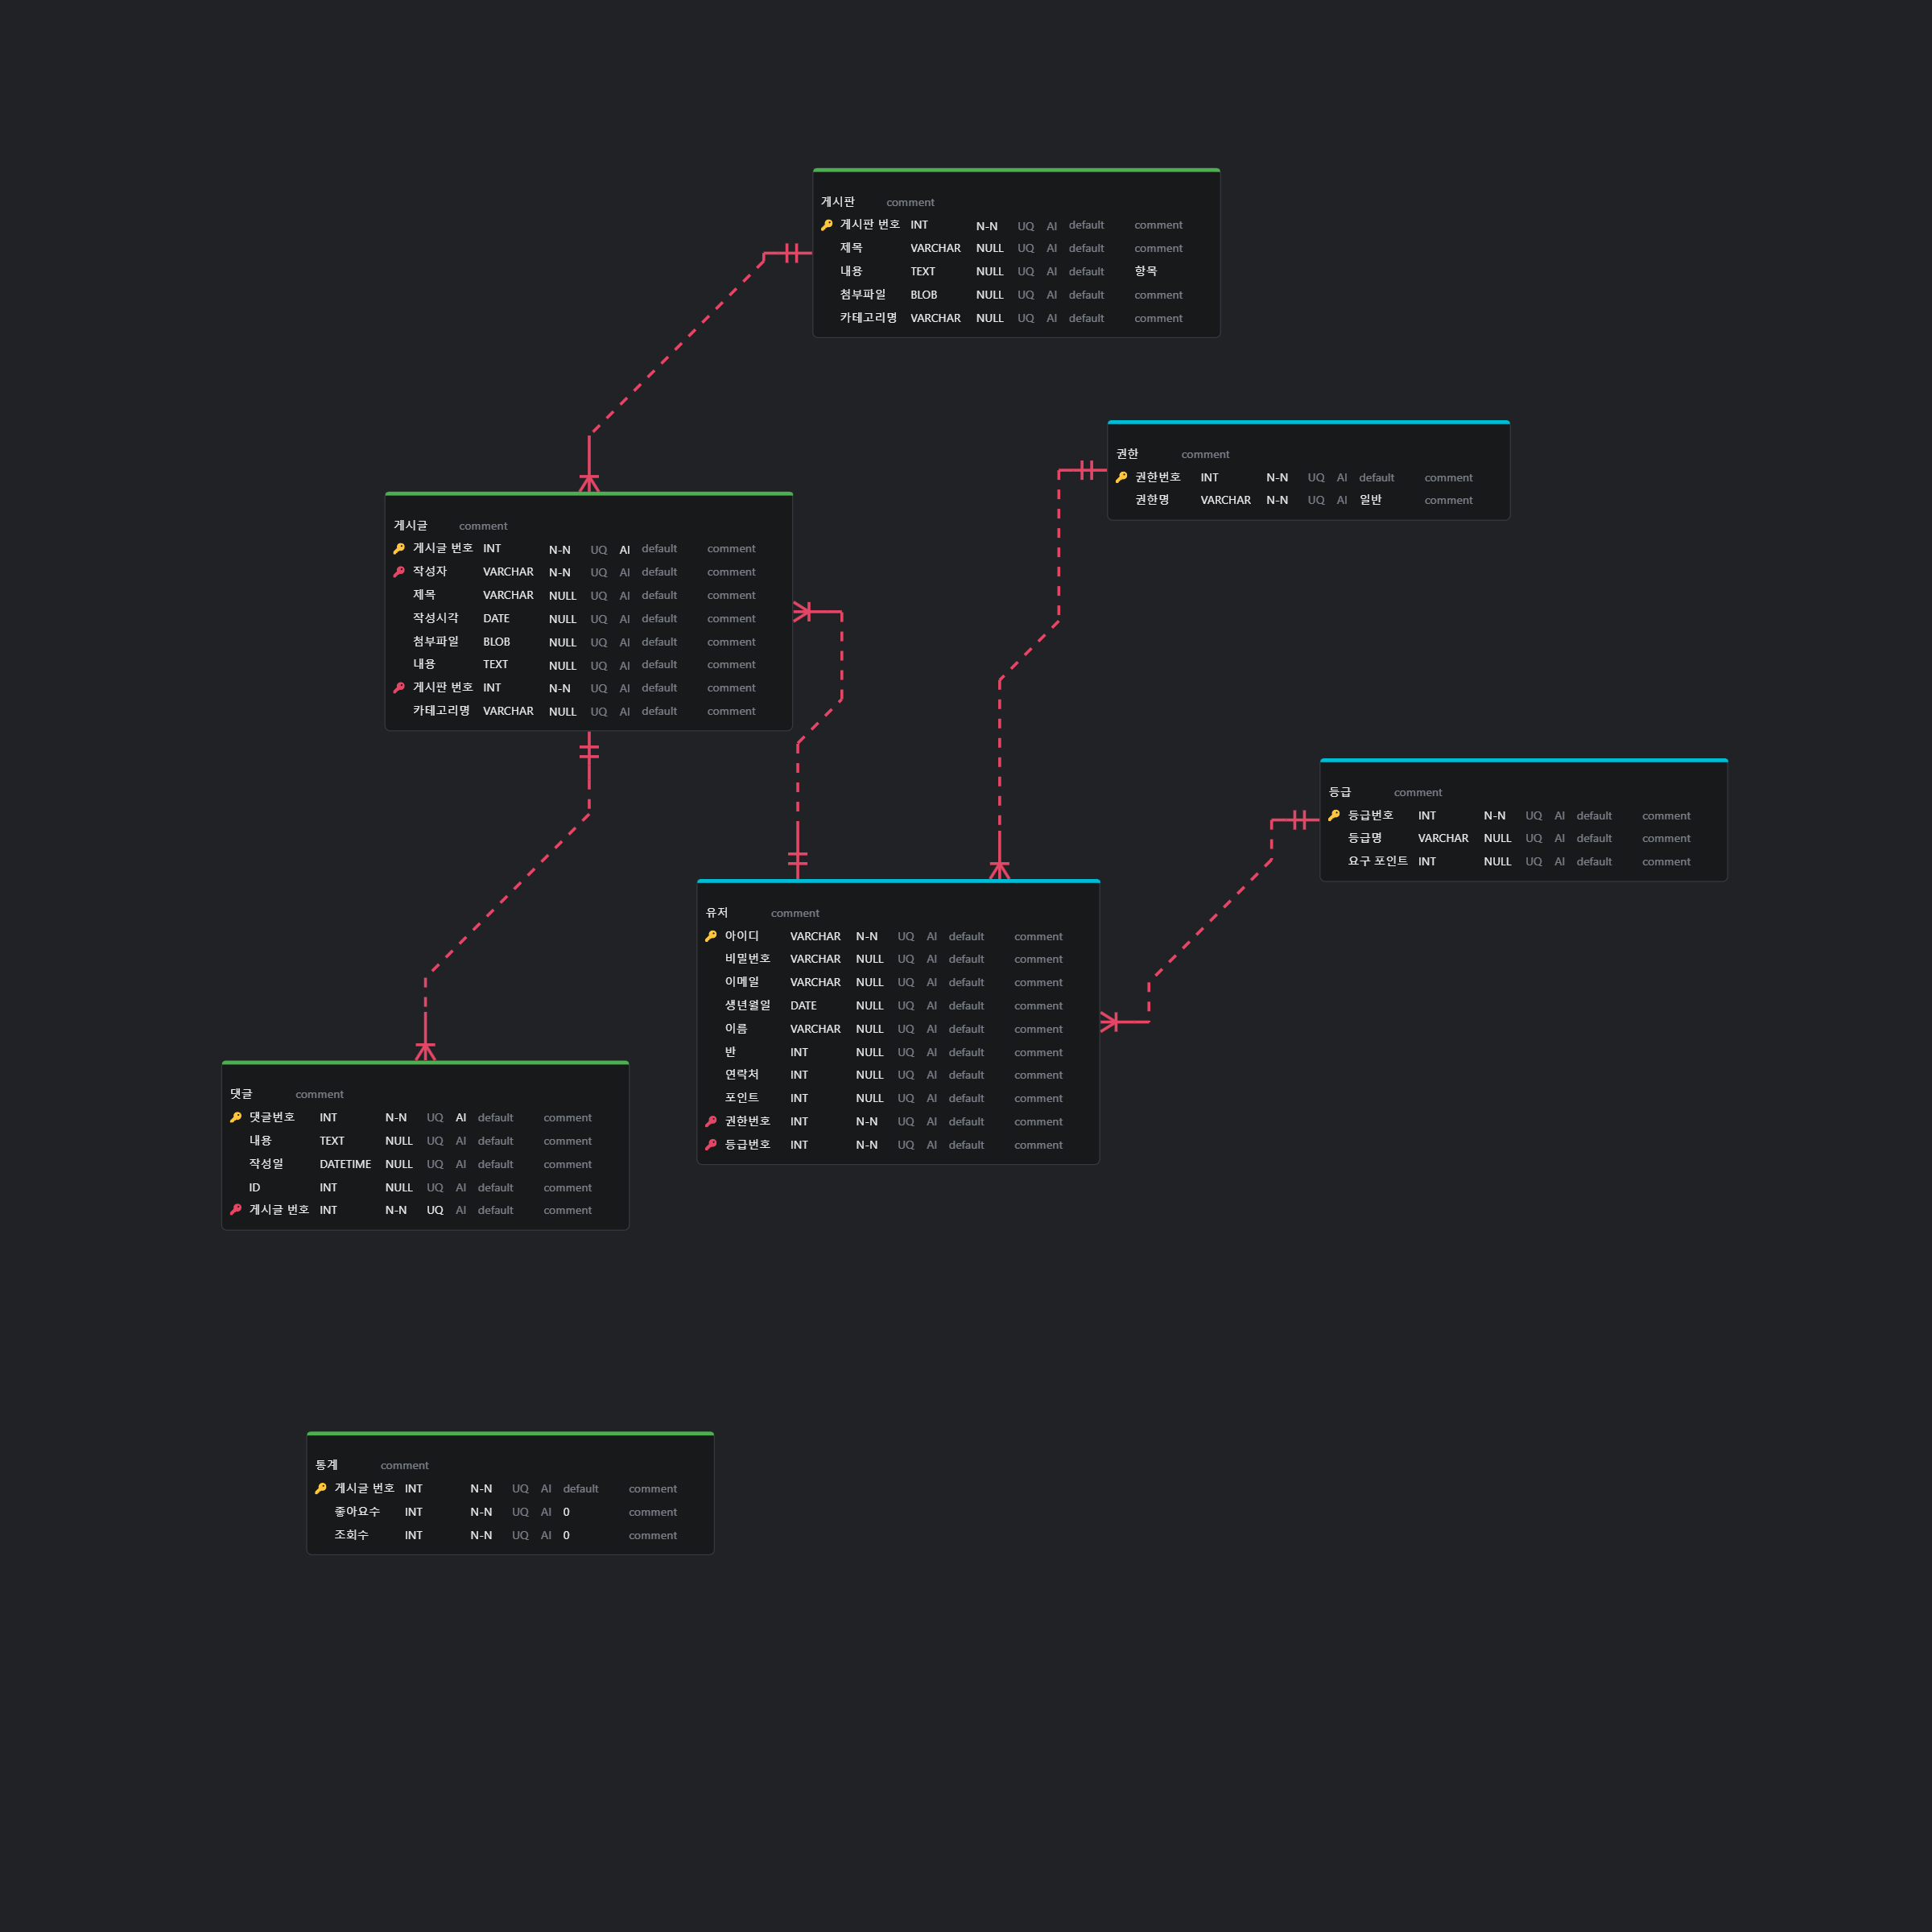 게시판 comment
게시판 번호 INT N-N UQ AI default comment
제목 VARCHAR NULL UQ AI default comment
내용 TEXT NULL UQ AI default 항목
첨부파일 BLOB NULL UQ AI default comment
카테고리명 VARCHAR NULL UQ AI default comment
권한 comment
권한번호 INT N-N UQ AI default comment
권한명 VARCHAR N-N UQ AI 일반 comment
게시글 comment
게시글 번호 INT N-N UQ AI default comment
작성자 VARCHAR N-N UQ AI default comment
제목 VARCHAR NULL UQ AI default comment
작성시각 DATE NULL UQ AI default comment
첨부파일 BLOB NULL UQ AI default comment
내용 TEXT NULL UQ AI default comment
게시판 번호 INT N-N UQ AI default comment
카테고리명 VARCHAR NULL UQ AI default comment
등급 comment
등급번호 INT N-N UQ AI default comment
등급명 VARCHAR NULL UQ AI default comment
요구 포인트 INT NULL UQ AI default comment
유저 comment
아이디 VARCHAR N-N UQ AI default comment
비밀번호 VARCHAR NULL UQ AI default comment
이메일 VARCHAR NULL UQ AI default comment
생년월일 DATE NULL UQ AI default comment
이름 VARCHAR NULL UQ AI default comment
반 INT NULL UQ AI default comment
연락처 INT NULL UQ AI default comment
포인트 INT NULL UQ AI default comment
권한번호 INT N-N UQ AI default comment
등급번호 INT N-N UQ AI default comment
댓글 comment
댓글번호 INT N-N UQ AI default comment
내용 TEXT NULL UQ AI default comment
작성일 DATETIME NULL UQ AI default comment
ID INT NULL UQ AI default comment
게시글 번호 INT N-N UQ AI default comment
통계 comment
게시글 번호 INT N-N UQ AI default comment
좋아요수 INT N-N UQ AI 0 comment
조회수 INT N-N UQ AI 0 comment